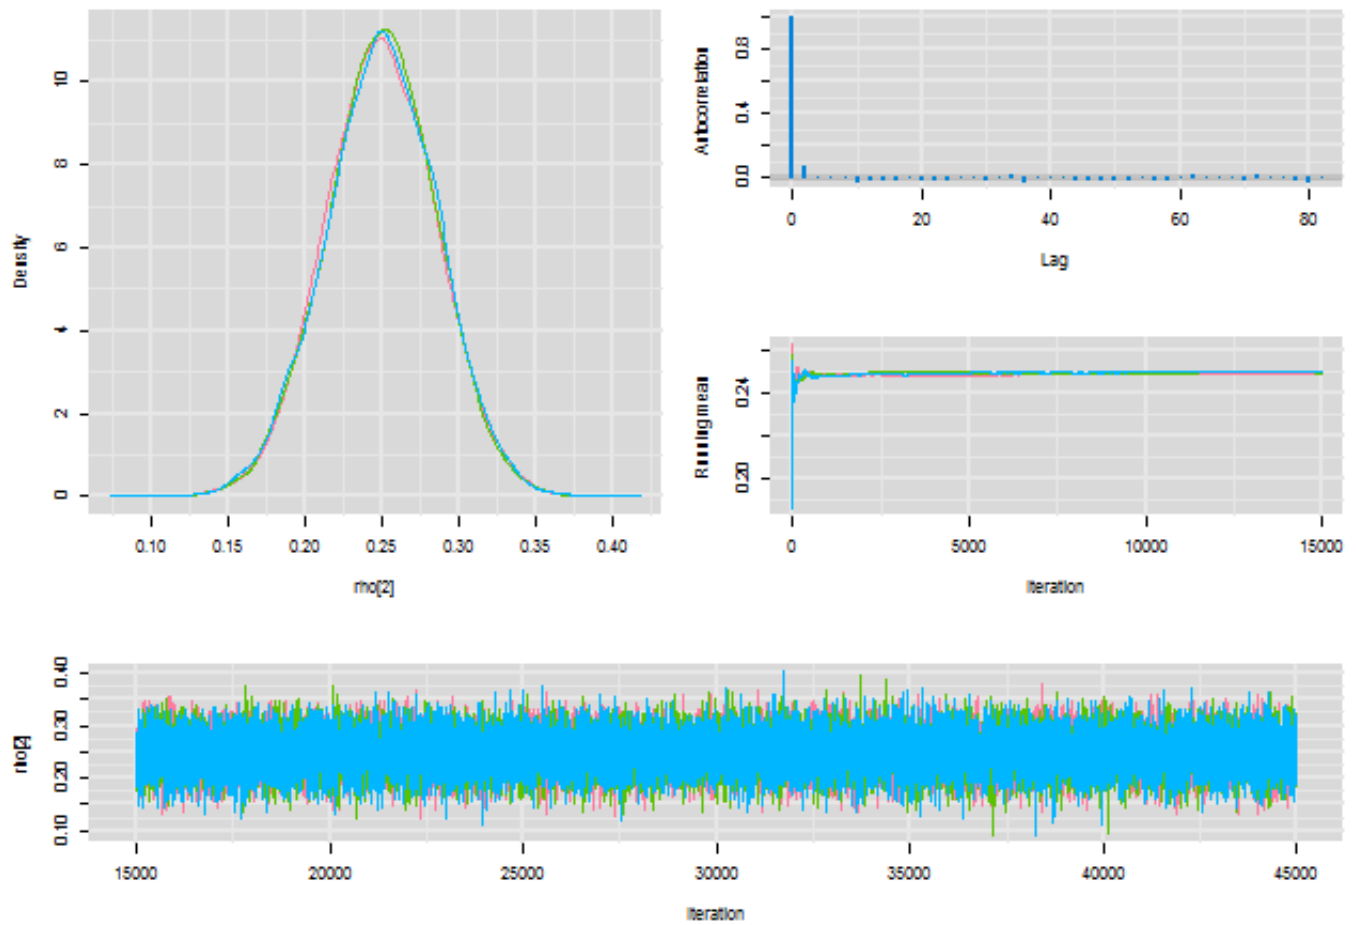 Density
0 2 4 6 8 10
0.10 0.15 0.20 0.25 0.30 0.35 0.40
rho[2]
Autocorrelation
0.0 0.4 0.8
0 20 40 60 80
Lag
Running mean
0.20 0.24
0 5000 10000 15000
Iteration
rho[2]
0.10 0.20 0.30 0.40
15000 20000 25000 30000 35000 40000 45000
Iteration